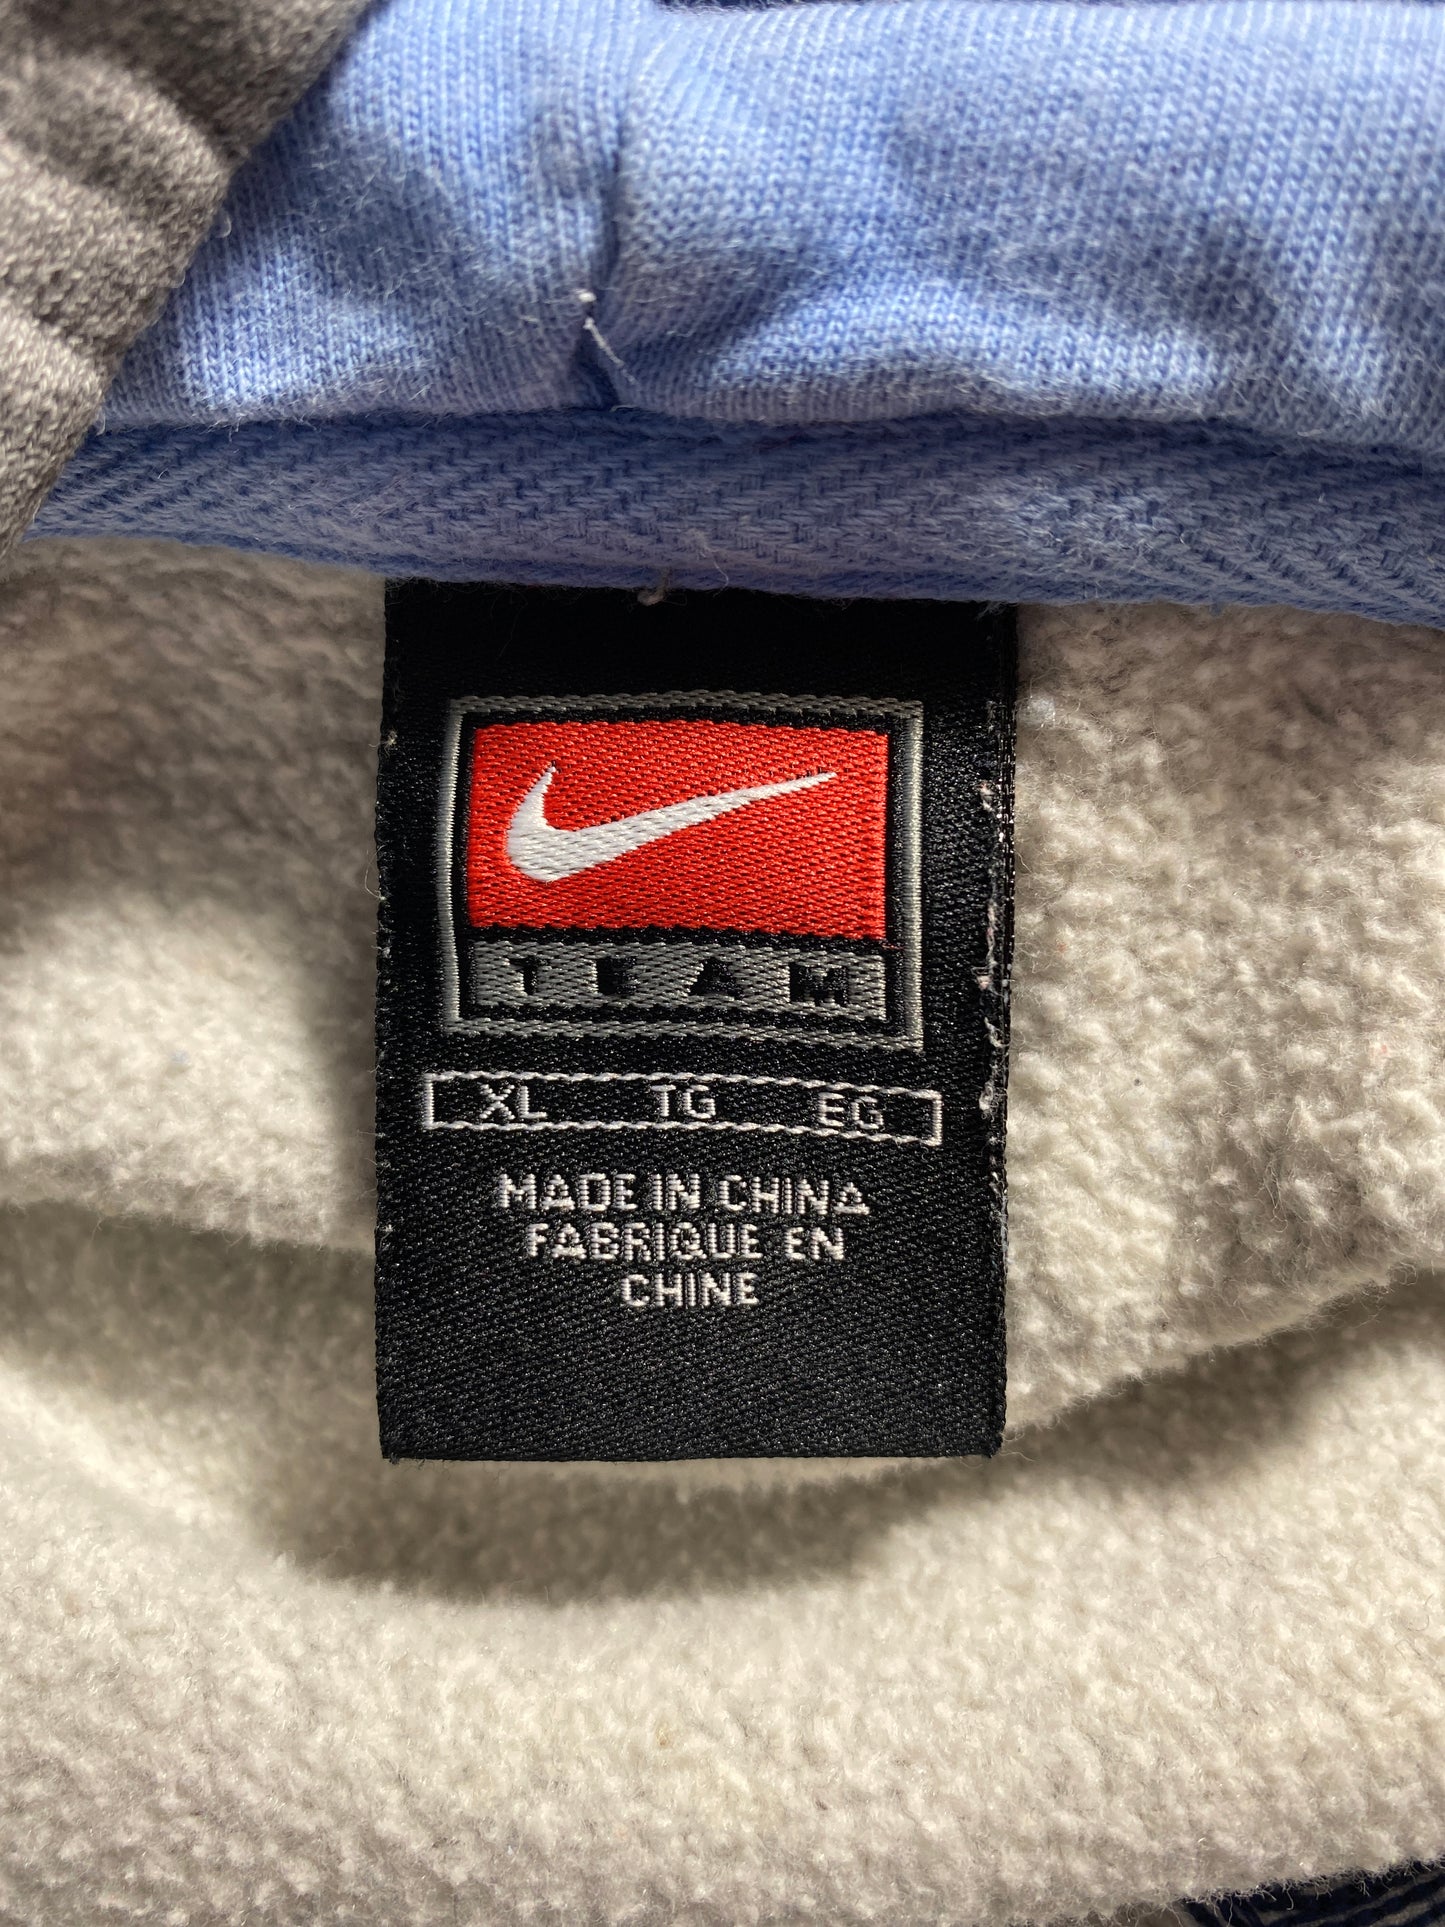 TEAM
XL TG EG
MADE IN CHINA
FABRIQUE EN
CHINE